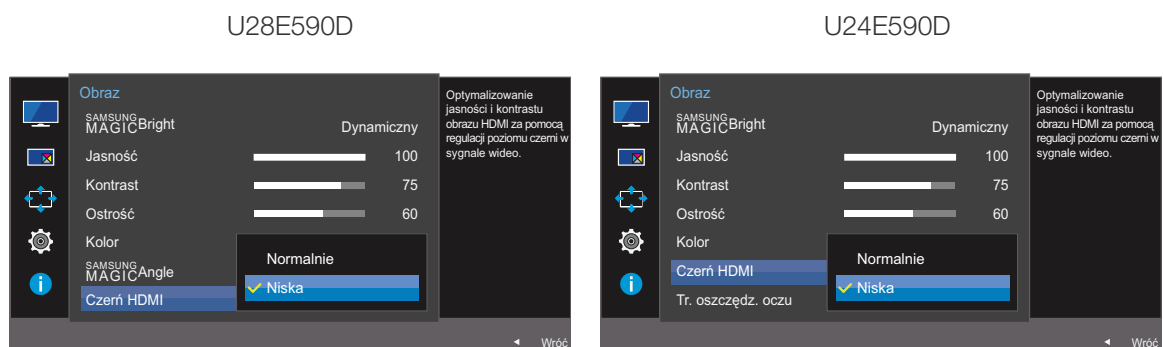 U28E590D
Obraz
SAMSUNG
MAGICBright Dynamiczny
Jasność 100
Kontrast 75
Ostrość 60
Kolor
SAMSUNG
MAGICAngle
Czerń HDMI
Normalnie
Niska
Optymalizowanie
jasności i kontrastu
obrazu HDMI za pomocą
regulacji poziomu czerni w
sygnale wideo.
Wróć
U24E590D
Obraz
SAMSUNG
MAGICBright Dynamiczny
Jasność 100
Kontrast 75
Ostrość 60
Kolor
Czerń HDMI
Tr. oszczędz. oczu
Normalnie
Niska
Optymalizowanie
jasności i kontrastu
obrazu HDMI za pomocą
regulacji poziomu czerni w
sygnale wideo.
Wróć